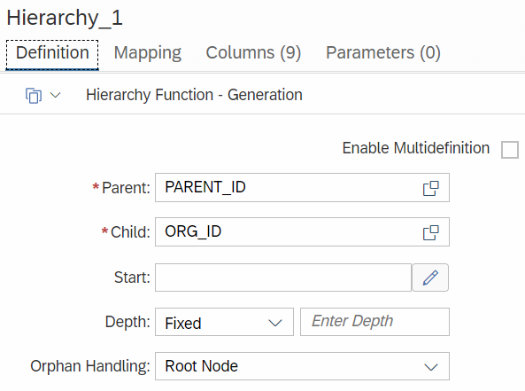 Hierarchy_1
Definition Mapping Columns (9) Parameters (0)
Hierarchy Function - Generation
Enable Multidefinition
*Parent: PARENT_ID
*Child: ORG_ID
Start:
Depth: Fixed Enter Depth
Orphan Handling: Root Node